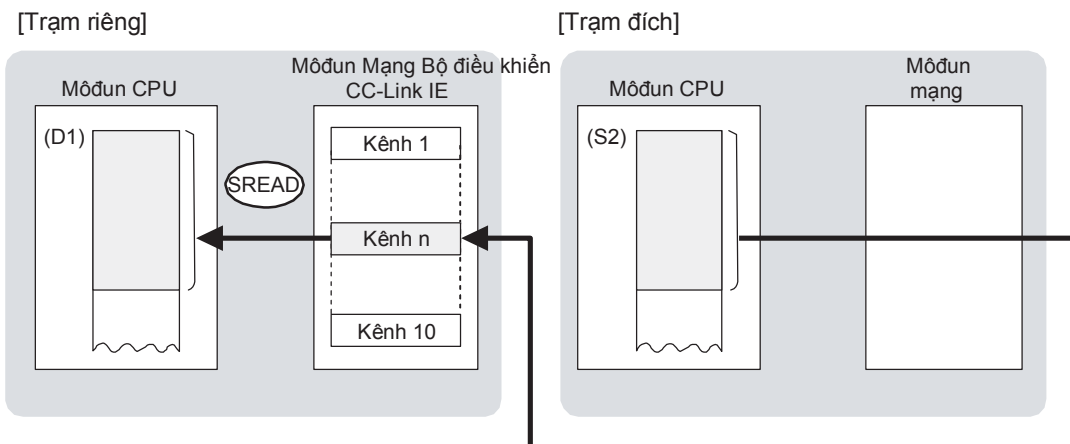 [Trạm riêng]
Môđun CPU
Môđun Mạng Bộ điều khiển
CC-Link IE
(D1)
SREAD
Kênh 1
Kênh n
Kênh 10
[Trạm đích]
Môđun CPU
Môđun
mạng
(S2)